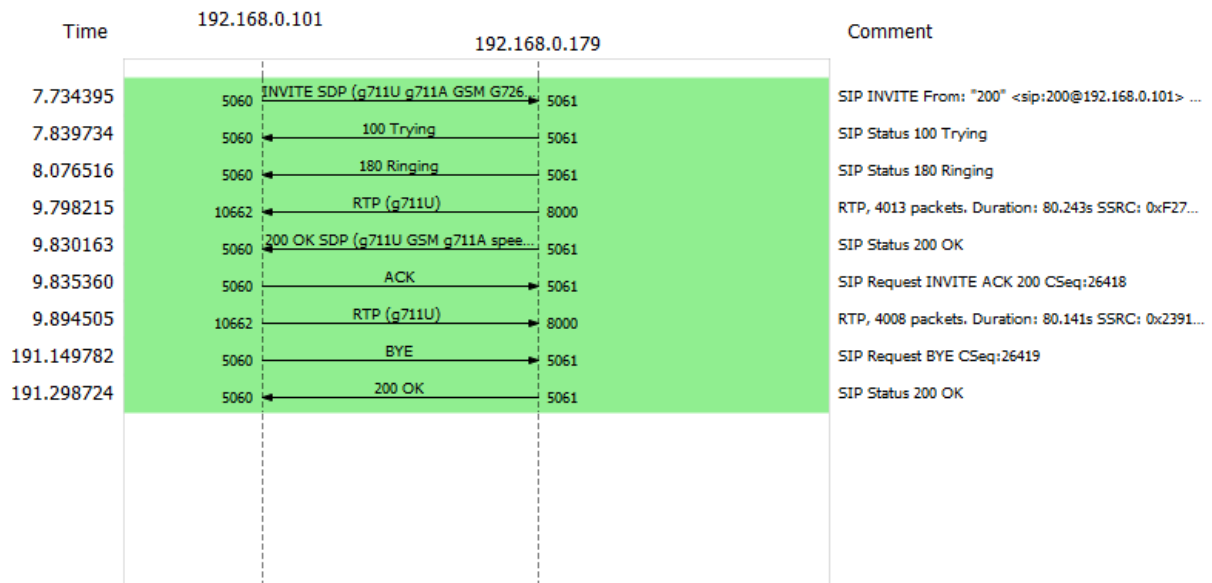 Time 192.168.0.101 192.168.0.179 Comment
7.734395 5060 INVITE SDP (g711U g711A GSM G726... 5061 SIP INVITE From: "200" <sip:200@192.168.0.101> ...
7.839734 5060 100 Trying 5061 SIP Status 100 Trying
8.076516 5060 180 Ringing 5061 SIP Status 180 Ringing
9.798215 10662 RTP (g711U) 8000 RTP, 4013 packets. Duration: 80.243s SSRC: 0xF27...
9.830163 5060 200 OK SDP (g711U GSM g711A spee... 5061 SIP Status 200 OK
9.835360 5060 ACK 5061 SIP Request INVITE ACK 200 CSeq:26418
9.894505 10662 RTP (g711U) 8000 RTP, 4008 packets. Duration: 80.141s SSRC: 0x2391...
191.149782 5060 BYE 5061 SIP Request BYE CSeq:26419
191.298724 5060 200 OK 5061 SIP Status 200 OK